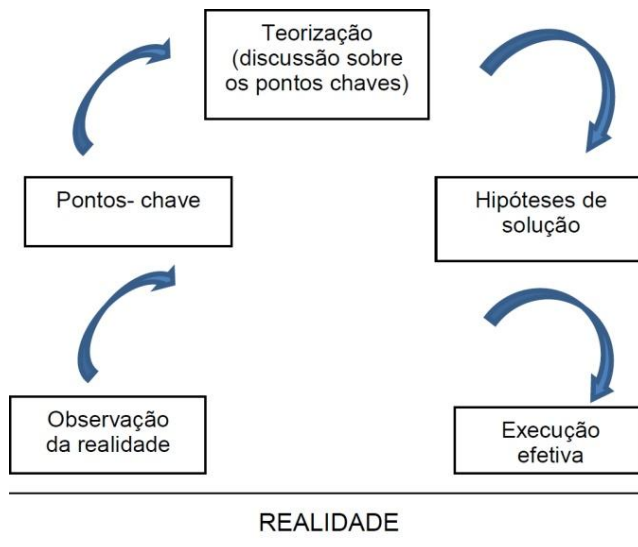 Teorização
(discussão sobre
os pontos chaves)
Pontos- chave
Hipóteses de
solução
Observação
da realidade
Execução
efetiva
REALIDADE